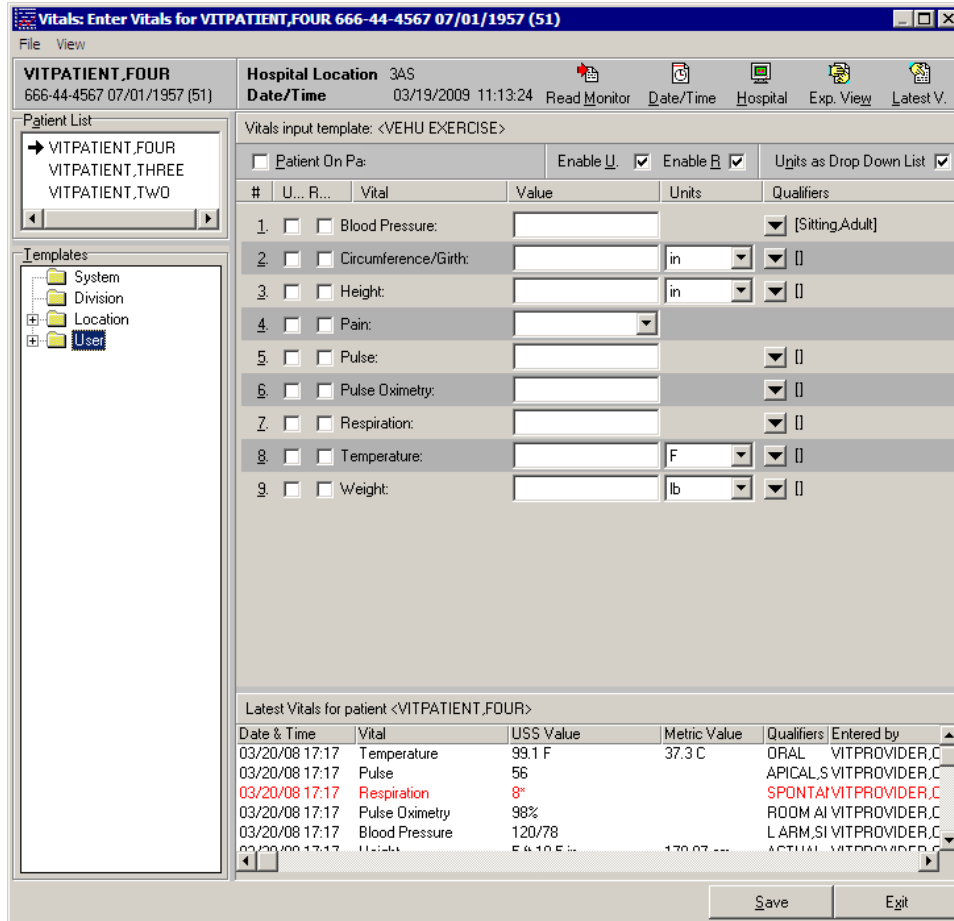 Vitals: Enter Vitals for VITPATIENT,FOUR 666-44-4567 07/01/1957 (51)
File View
VITPATIENT,FOUR
666-44-4567 07/01/1957 (51)
Hospital Location 3AS
Date/Time 03/19/2009 11:13:24
Read Monitor Date/Time Hospital Exp. View Latest V.
Patient List
VITPATIENT,FOUR
VITPATIENT,THREE
VITPATIENT,TWO
Templates
System
Division
Location
User
Vitals input template: <VEHU EXERCISE>
Patient On Pa: Enable U. Enable R Units as Drop Down List
# U... R... Vital Value Units Qualifiers
1. Blood Pressure: [Sitting,Adult]
2. Circumference/Girth: in []
3. Height: in []
4. Pain:
5. Pulse: []
6. Pulse Oximetry: []
7. Respiration: []
8. Temperature: F []
9. Weight: lb []
Latest Vitals for patient <VITPATIENT,FOUR>
Date & Time Vital USS Value Metric Value Qualifiers Entered by
03/20/08 17:17 Temperature 99.1 F 37.3 C ORAL VITPROVIDER,C
03/20/08 17:17 Pulse 56 APICAL,S VITPROVIDER,C
03/20/08 17:17 Respiration 8* SPONTAI VITPROVIDER,C
03/20/08 17:17 Pulse Oximetry 98% ROOM AI VITPROVIDER,C
03/20/08 17:17 Blood Pressure 120/78 L ARM,SI VITPROVIDER,C
Save Exit